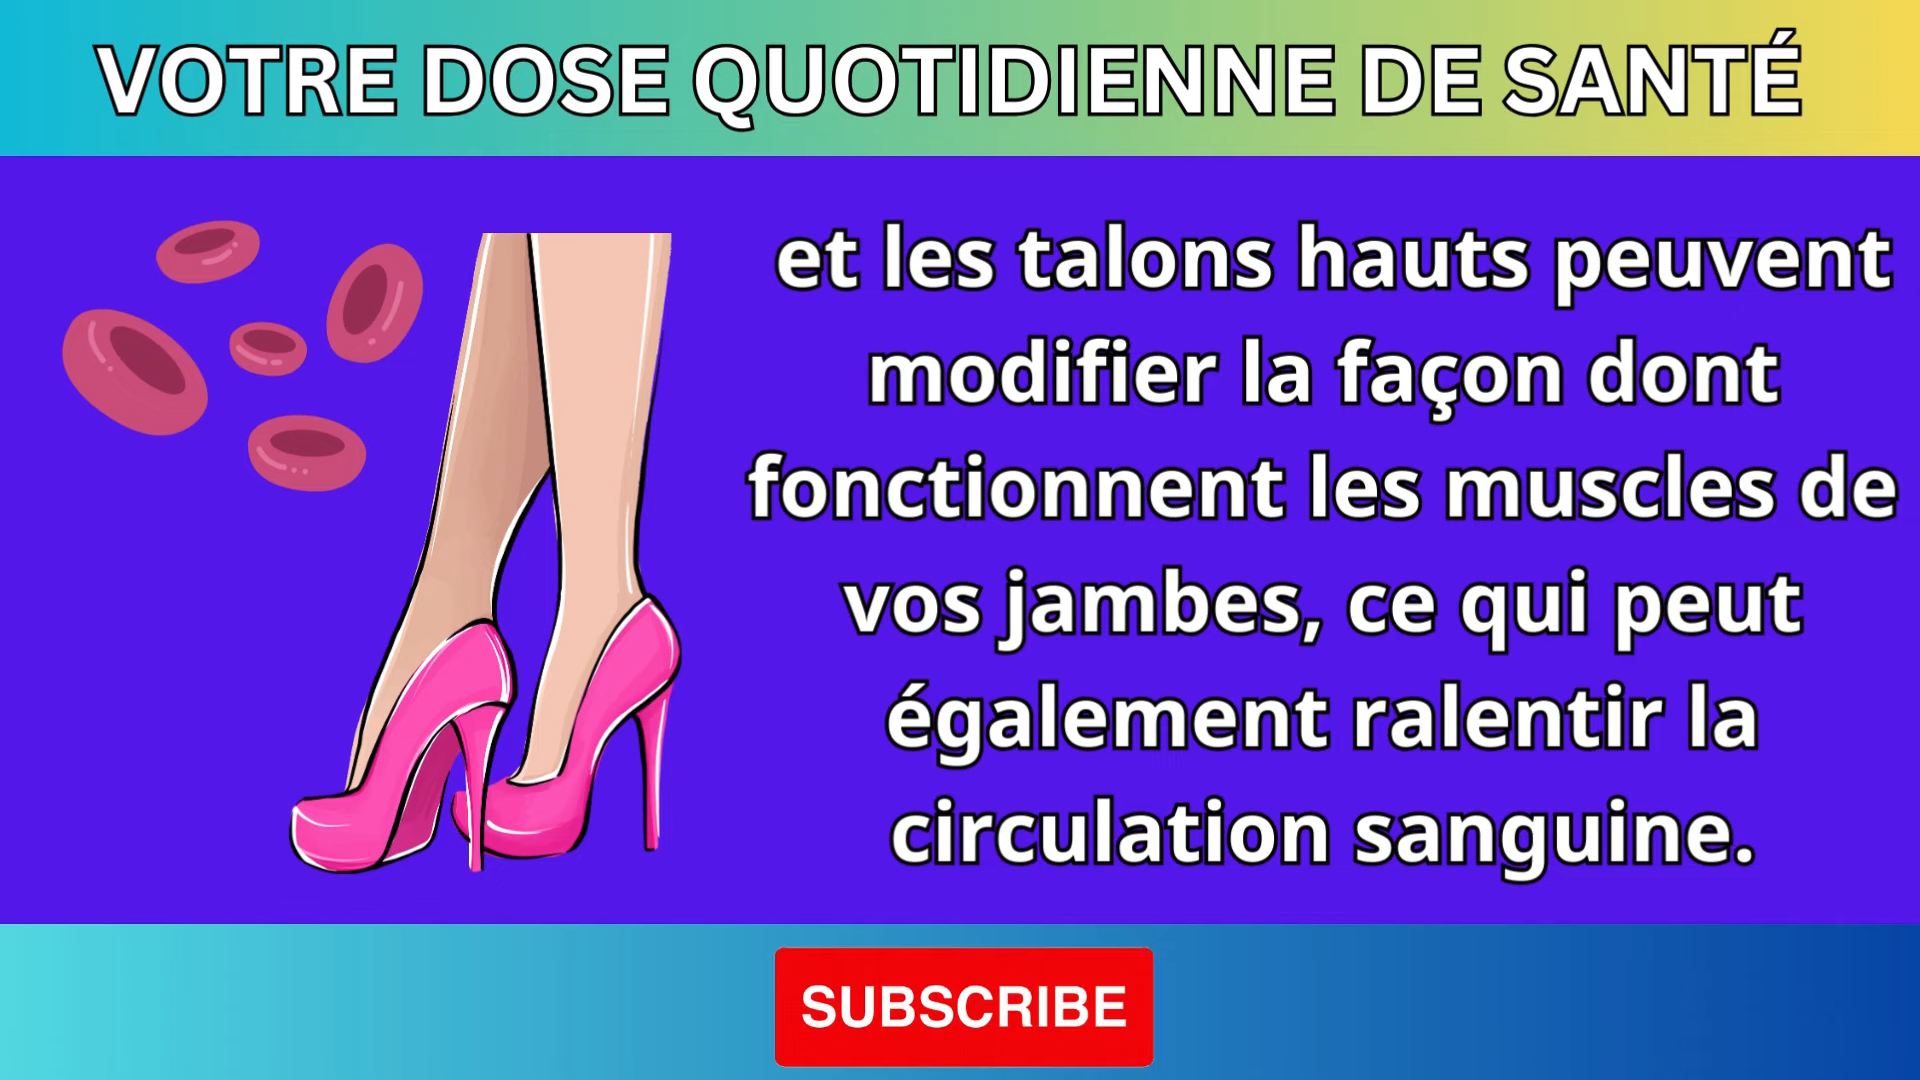 VOTRE DOSE QUOTIDIENNE DE SANTÉ
et les talons hauts peuvent
modifier la façon dont
fonctionnent les muscles de
vos jambes, ce qui peut
également ralentir la
circulation sanguine.
SUBSCRIBE